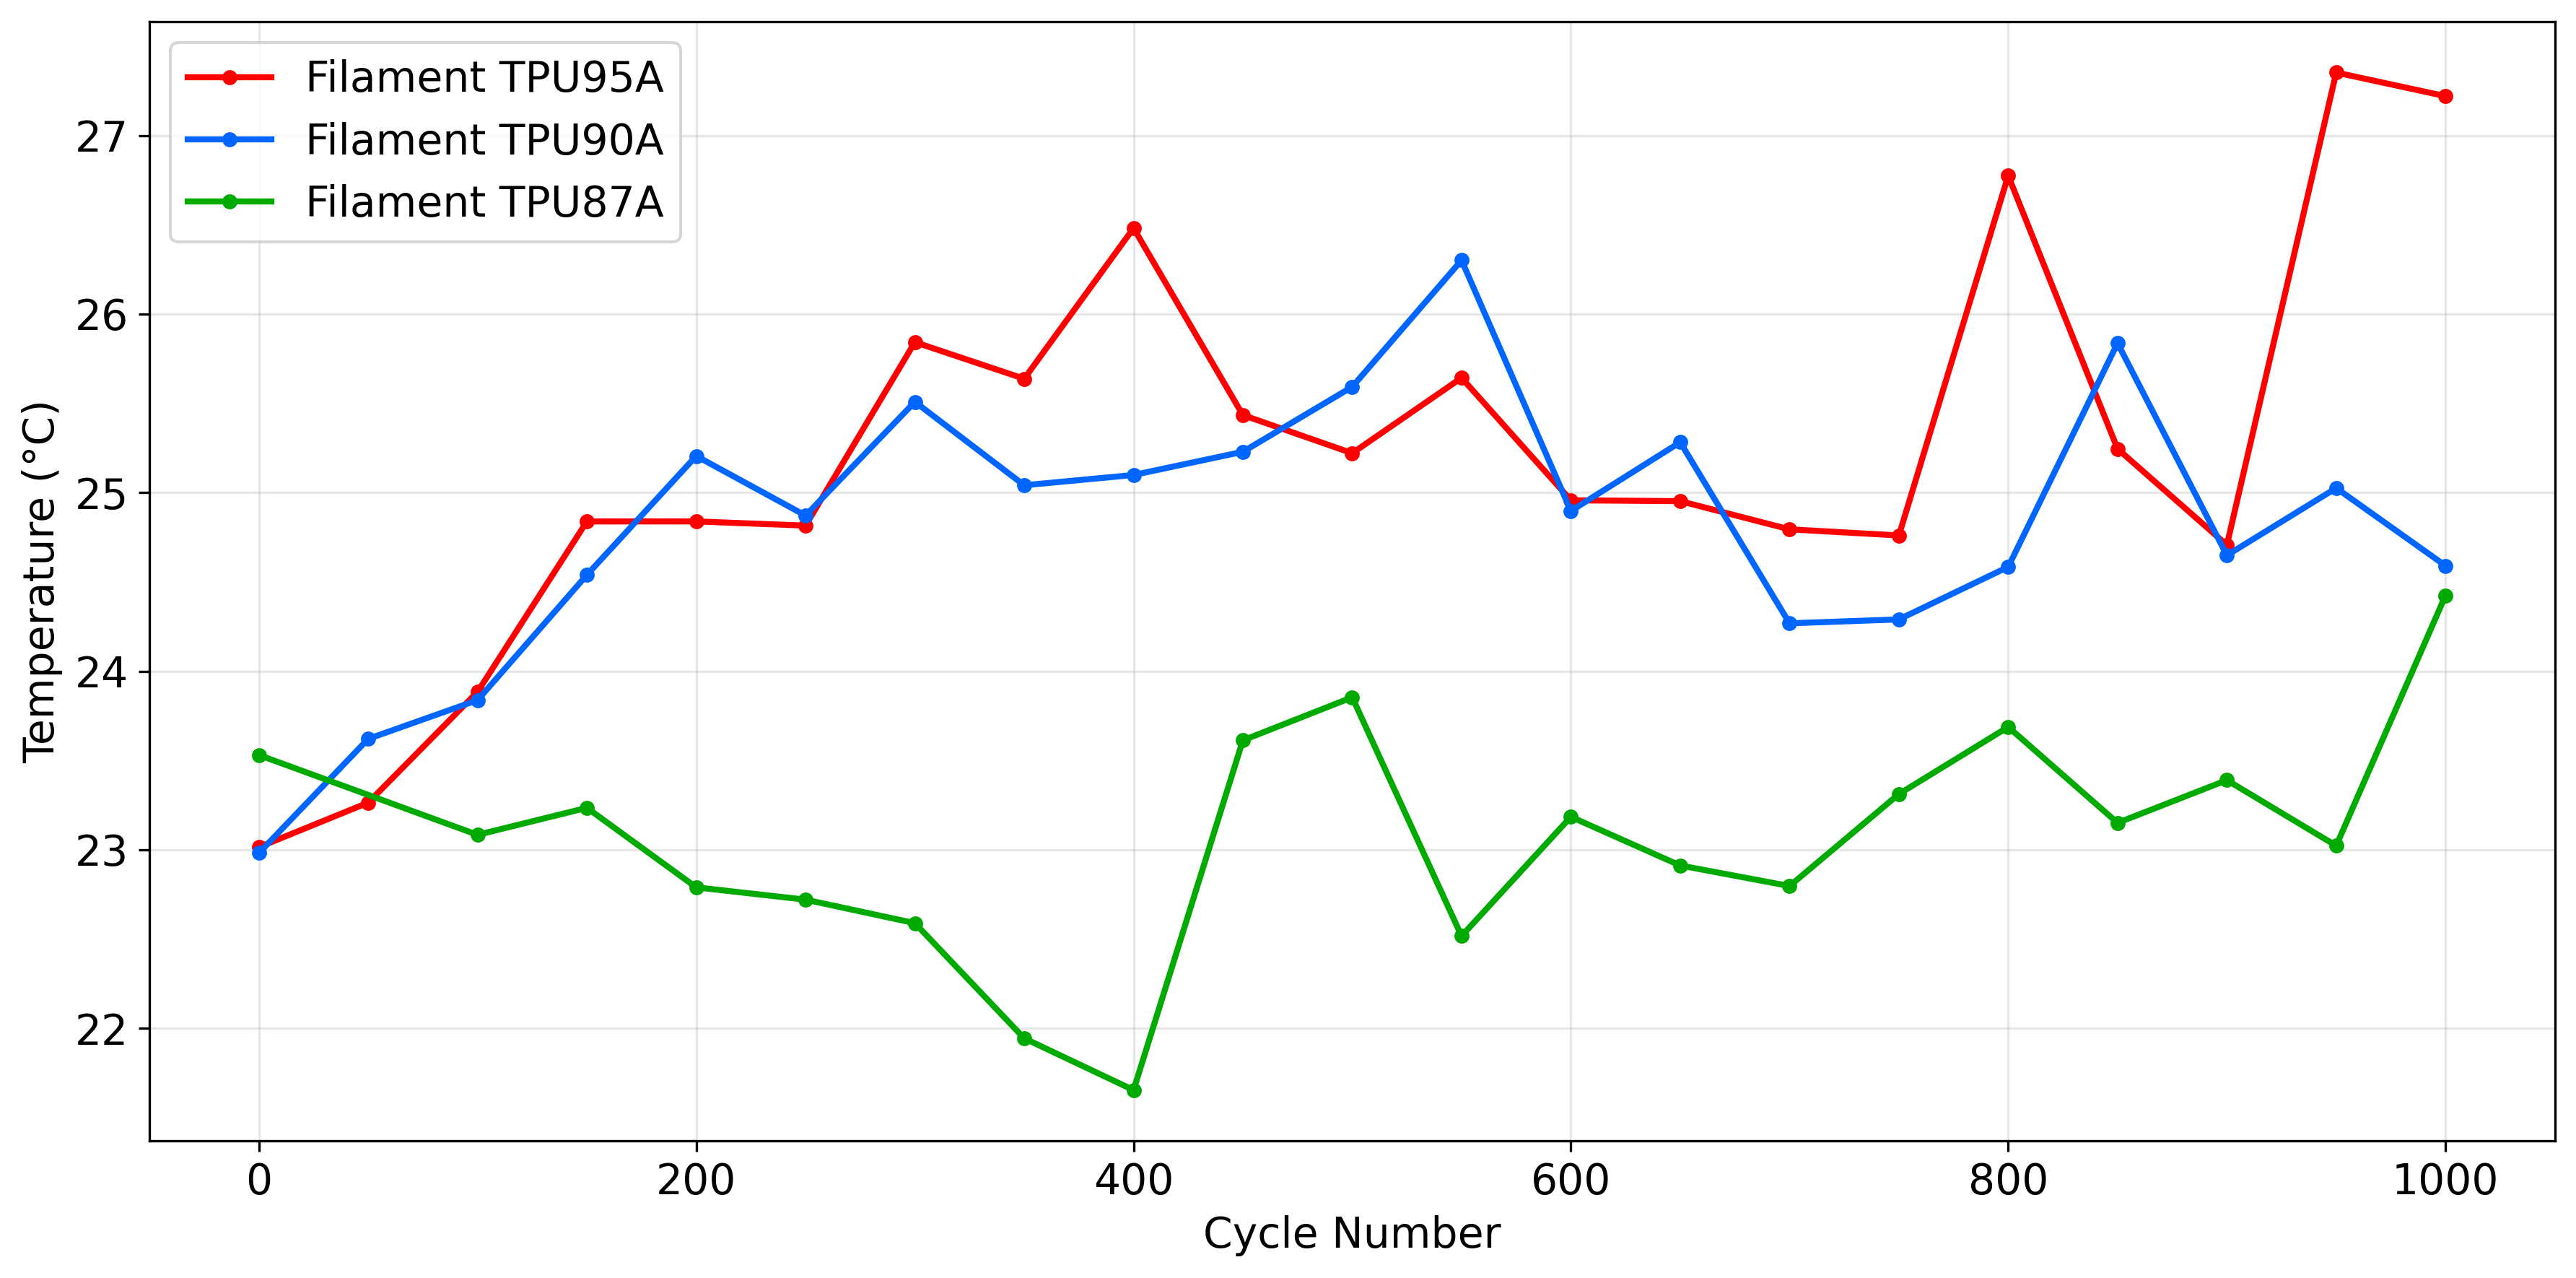 Filament TPU95A
Filament TPU90A
Filament TPU87A
27
26
25
24
23
22
Temperature (°C)
0 200 400 600 800 1000
Cycle Number